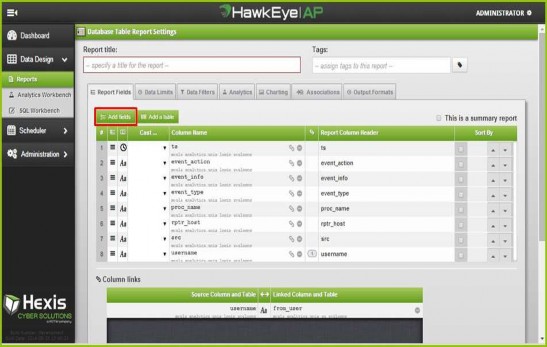 HawkEye AP
ADMINISTRATOR
Dashboard
Data Design
Reports
Analytics Workbench
SQL Workbench
Scheduler
Administration
Database Table Report Settings
Report title:
-- specify a title for the report --
Tags:
-- assign tags to this report --
Report Fields
Data Limits
Data Filters
Analytics
Charting
Associations
Output Formats
Add fields
Add a table
This is a summary report
# Cast ... Column Name % Report Column Header Sort By
1 ts ts
2 Aa event_action event_action
3 Aa event_info event_info
4 Aa event_type event_type
5 Aa proc_name proc_name
6 Aa rptr_host rptr_host
7 Aa src src
8 Aa username username
Column links
Source Column and Table Linked Column and Table
username Aa from_user
Hexis
CYBER SOLUTIONS